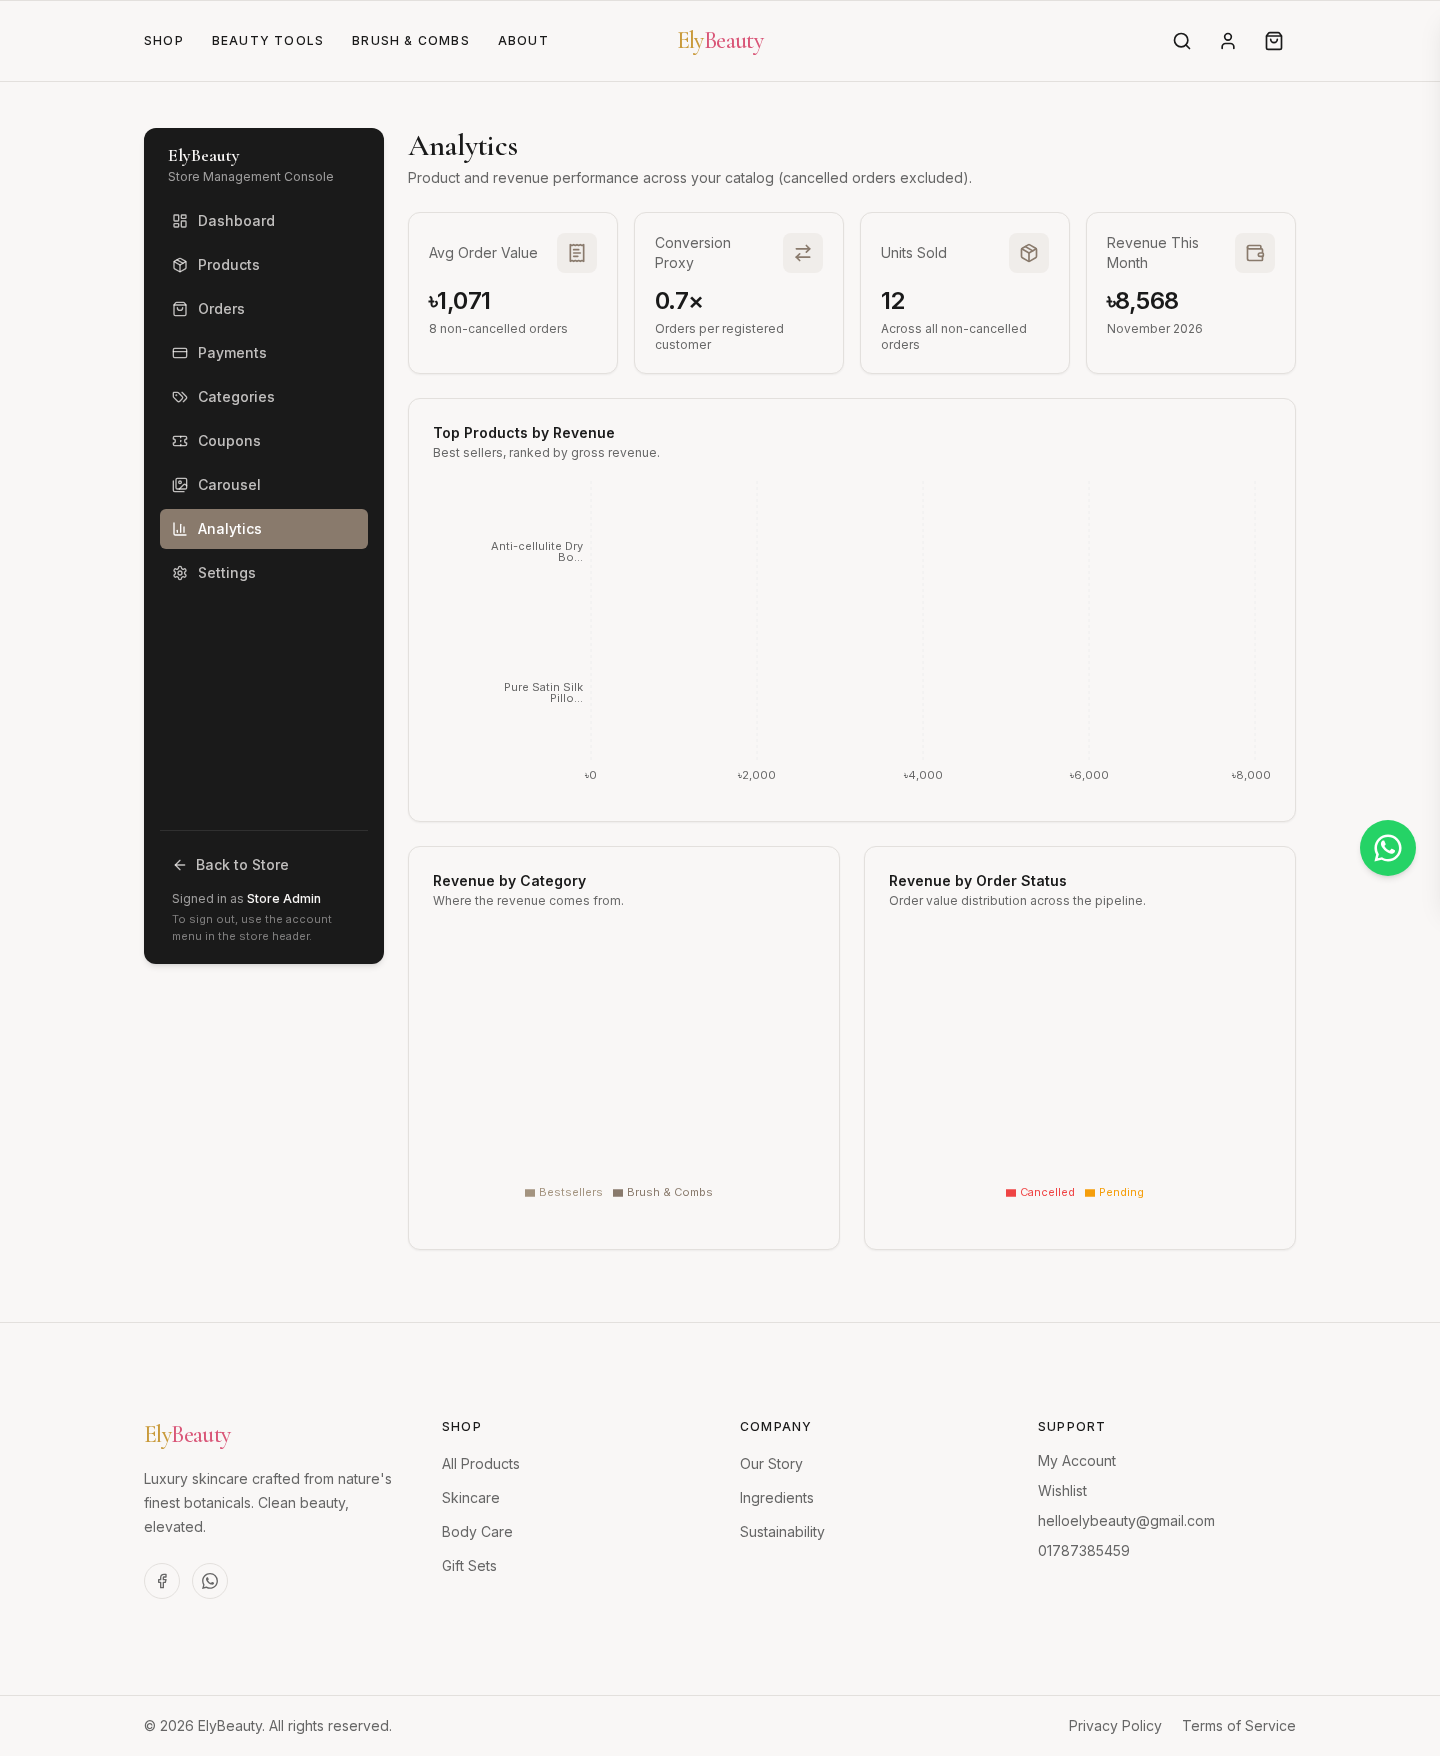 SHOP
BEAUTY TOOLS
BRUSH & COMBS
ABOUT
ElyBeauty
ElyBeauty
Store Management Console
Dashboard
Products
Orders
Payments
Categories
Coupons
Carousel
Analytics
Settings
Back to Store
Signed in as Store Admin
To sign out, use the account
menu in the store header.
Analytics
Product and revenue performance across your catalog (cancelled orders excluded).
Avg Order Value
৳1,071
8 non-cancelled orders
Conversion
Proxy
0.7×
Orders per registered
customer
Units Sold
12
Across all non-cancelled
orders
Revenue This
Month
৳8,568
November 2026
Top Products by Revenue
Best sellers, ranked by gross revenue.
Anti-cellulite Dry
Bo...
Pure Satin Silk
Pillo...
৳0
৳2,000
৳4,000
৳6,000
৳8,000
Revenue by Category
Where the revenue comes from.
Bestsellers
Brush & Combs
Revenue by Order Status
Order value distribution across the pipeline.
Cancelled
Pending
ElyBeauty
Luxury skincare crafted from nature's
finest botanicals. Clean beauty,
elevated.
SHOP
All Products
Skincare
Body Care
Gift Sets
COMPANY
Our Story
Ingredients
Sustainability
SUPPORT
My Account
Wishlist
helloelybeauty@gmail.com
01787385459
© 2026 ElyBeauty. All rights reserved.
Privacy Policy
Terms of Service